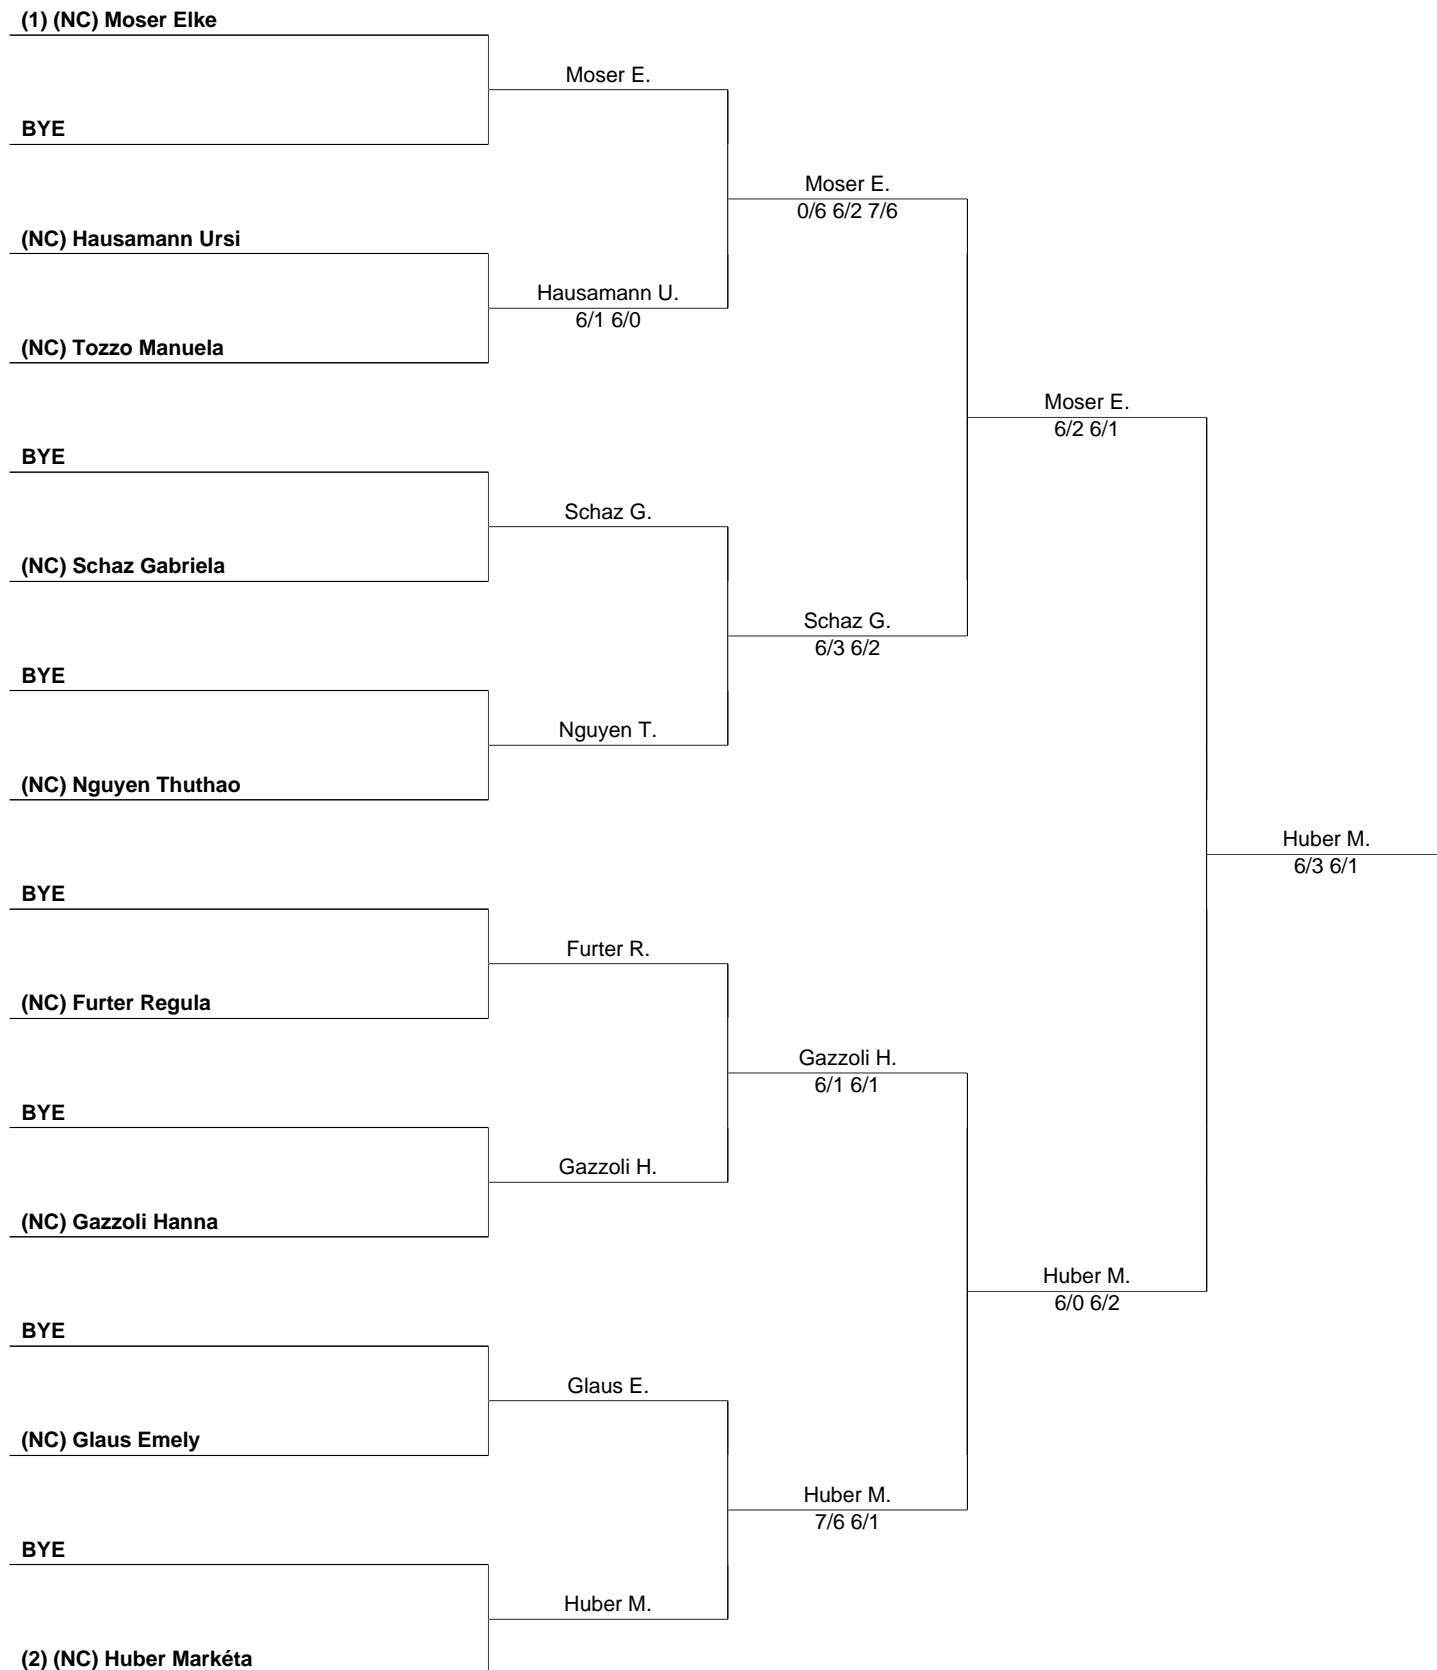 (1) (NC) Moser Elke
Moser E.
BYE
Moser E.
0/6 6/2 7/6
(NC) Hausamann Ursi
Hausamann U.
6/1 6/0
(NC) Tozzo Manuela
Moser E.
6/2 6/1
BYE
Schaz G.
(NC) Schaz Gabriela
Schaz G.
6/3 6/2
BYE
Nguyen T.
(NC) Nguyen Thuthao
Huber M.
6/3 6/1
BYE
Furter R.
(NC) Furter Regula
Gazzoli H.
6/1 6/1
BYE
Gazzoli H.
(NC) Gazzoli Hanna
Huber M.
6/0 6/2
BYE
Glaus E.
(NC) Glaus Emely
Huber M.
7/6 6/1
BYE
Huber M.
(2) (NC) Huber Markéta